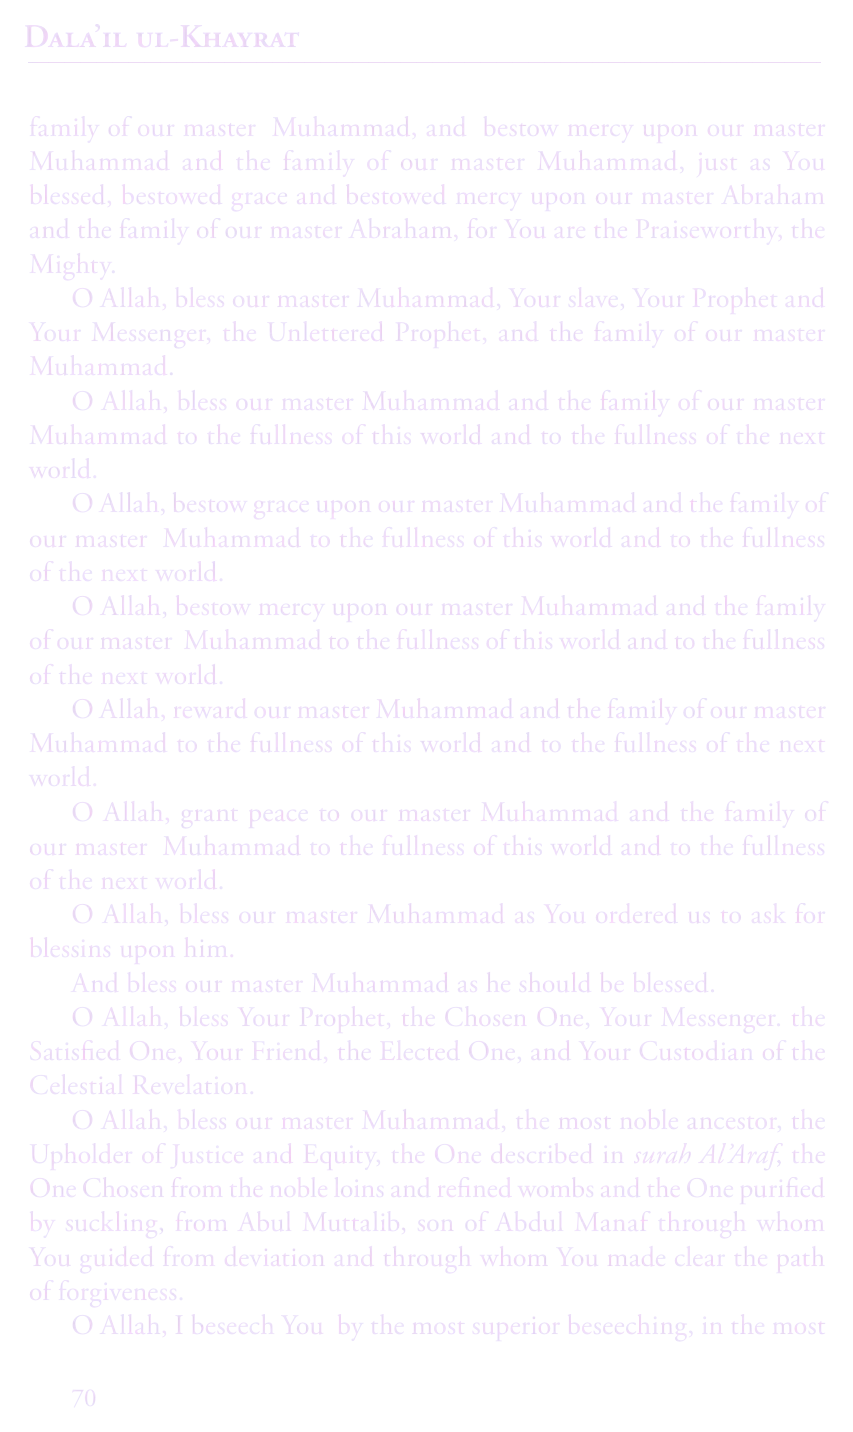 Dala’il ul-Khayrat
family of our master Muhammad, and bestow mercy upon our master
Muhammad and the family of our master Muhammad, just as You
blessed, bestowed grace and bestowed mercy upon our master Abraham
and the family of our master Abraham, for You are the Praiseworthy, the
Mighty.
O Allah, bless our master Muhammad, Your slave, Your Prophet and
Your Messenger, the Unlettered Prophet, and the family of our master
Muhammad.
O Allah, bless our master Muhammad and the family of our master
Muhammad to the fullness of this world and to the fullness of the next
world.
O Allah, bestow grace upon our master Muhammad and the family of
our master Muhammad to the fullness of this world and to the fullness
of the next world.
O Allah, bestow mercy upon our master Muhammad and the family
of our master Muhammad to the fullness of this world and to the fullness
of the next world.
O Allah, reward our master Muhammad and the family of our master
Muhammad to the fullness of this world and to the fullness of the next
world.
O Allah, grant peace to our master Muhammad and the family of
our master Muhammad to the fullness of this world and to the fullness
of the next world.
O Allah, bless our master Muhammad as You ordered us to ask for
blessins upon him.
And bless our master Muhammad as he should be blessed.
O Allah, bless Your Prophet, the Chosen One, Your Messenger. the
Satisfied One, Your Friend, the Elected One, and Your Custodian of the
Celestial Revelation.
O Allah, bless our master Muhammad, the most noble ancestor, the
Upholder of Justice and Equity, the One described in surah Al’Araf, the
One Chosen from the noble loins and refined wombs and the One purified
by suckling, from Abul Muttalib, son of Abdul Manaf through whom
You guided from deviation and through whom You made clear the path
of forgiveness.
O Allah, I beseech You by the most superior beseeching, in the most
70